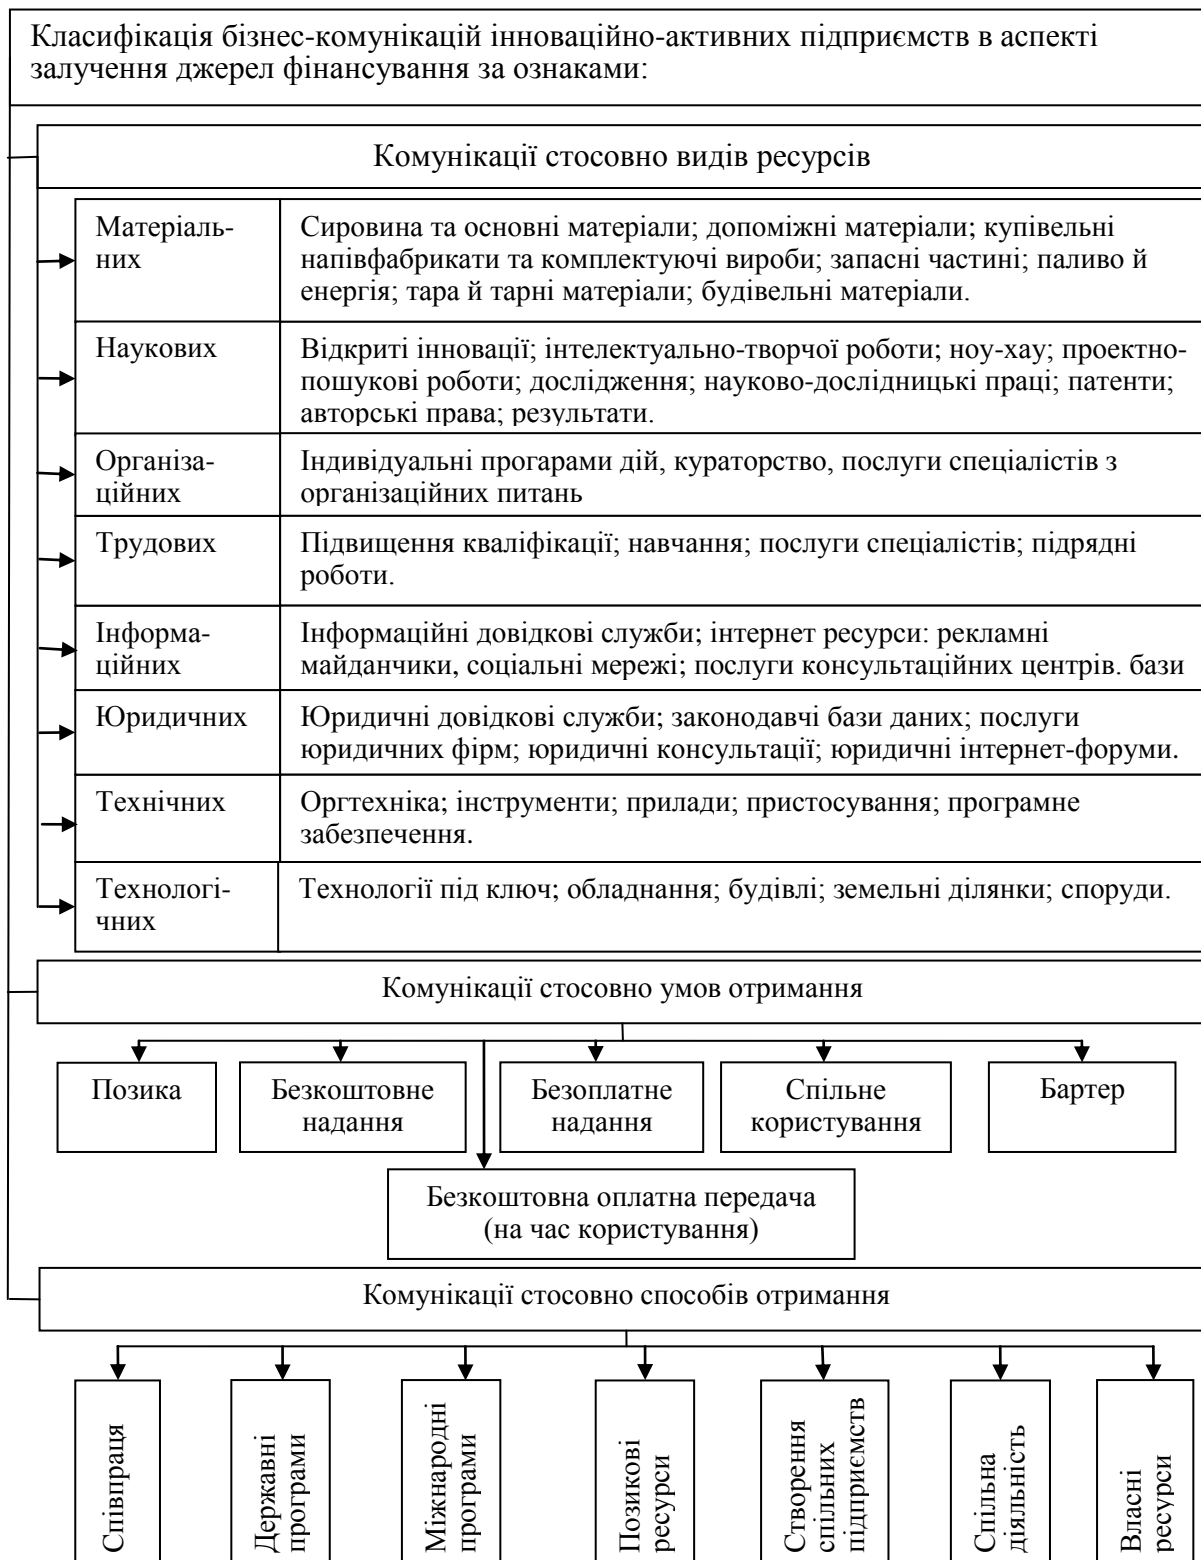 Класифікація бізнес-комунікацій інноваційно-активних підприємств в аспекті
залучення джерел фінансування за ознаками:
Комунікації стосовно видів ресурсів
Матеріаль-
них
Сировина та основні матеріали; допоміжні матеріали; купівельні
напівфабрикати та комплектуючі вироби; запасні частині; паливо й
енергія; тара й тарні матеріали; будівельні матеріали.
Наукових
Відкриті інновації; інтелектуально-творчої роботи; ноу-хау; проектно-
пошукові роботи; дослідження; науково-дослідницькі праці; патенти;
авторські права; результати.
Організа-
ційних
Індивідуальні прогарами дій, кураторство, послуги спеціалістів з
організаційних питань
Трудових
Підвищення кваліфікації; навчання; послуги спеціалістів; підрядні
роботи.
Інформа-
ційних
Інформаційні довідкові служби; інтернет ресурси: рекламні
майданчики, соціальні мережі; послуги консультаційних центрів. бази
Юридичних
Юридичні довідкові служби; законодавчі бази даних; послуги
юридичних фірм; юридичні консультації; юридичні інтернет-форуми.
Технічних
Оргтехніка; інструменти; прилади; пристосування; програмне
забезпечення.
Технологі-
чних
Технології під ключ; обладнання; будівлі; земельні ділянки; споруди.
Комунікації стосовно умов отримання
Позика
Безкоштовне
надання
Безоплатне
надання
Спільне
користування
Бартер
Безкоштовна оплатна передача
(на час користування)
Комунікації стосовно способів отримання
Співпраця
Державні
програми
Міжнародні
програми
Позикові
ресурси
Створення
спільних
підприємств
Спільна
діяльність
Власні
ресурси